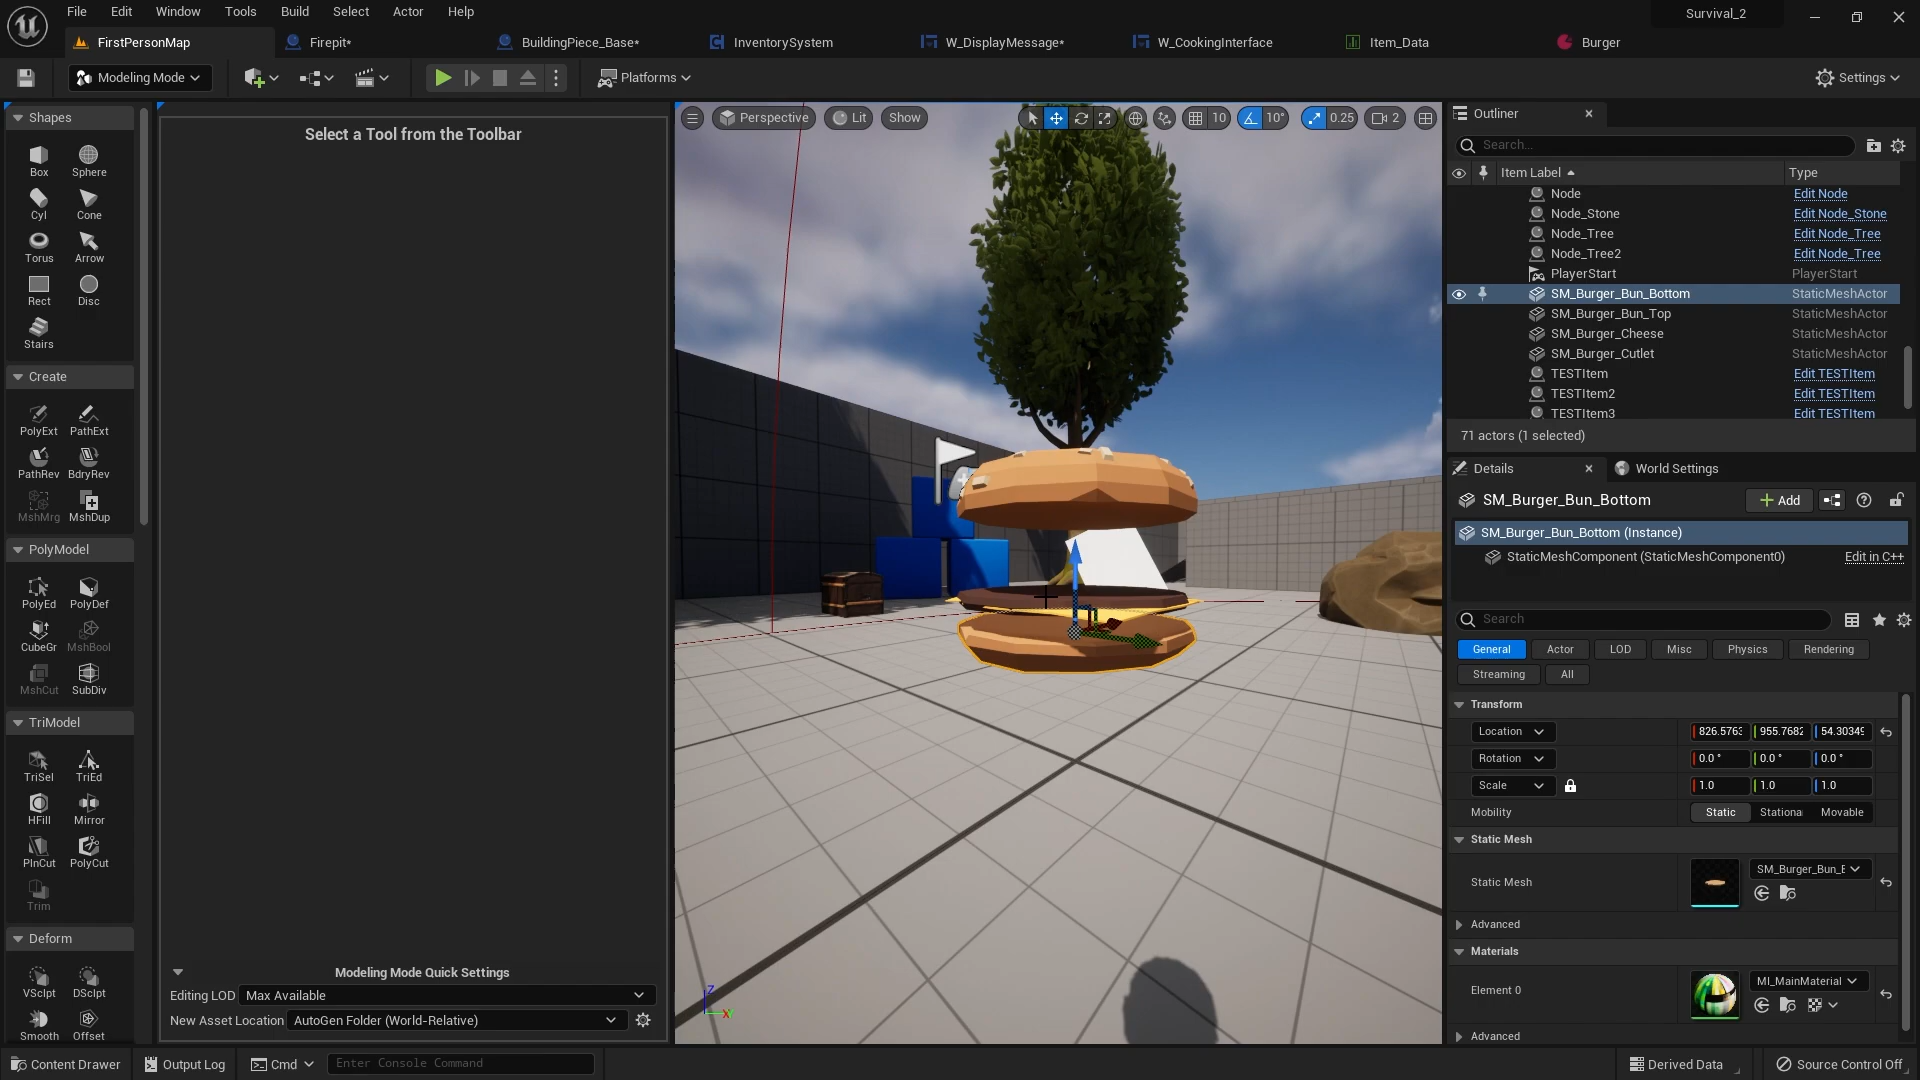 File Edit Window Tools Build Select Actor Help
Survival_2
FirstPersonMap Firepit* BuildingPiece_Base* InventorySystem W_DisplayMessage* W_CookingInterface Item_Data Burger
Modeling Mode
Platforms
Settings
Shapes
Box Sphere
Cyl Cone
Torus Arrow
Rect Disc
Stairs
Create
PolyExt PathExt
PathRev BdryRev
MshMrg MshDup
PolyModel
PolyEd PolyDef
CubeGr MshBool
MshCut SubDiv
TriModel
TriSel TriEd
HFill Mirror
PlnCut PolyCut
Trim
Deform
VSclpt DSclpt
Smooth Offset
Select a Tool from the Toolbar
Modeling Mode Quick Settings
Editing LOD Max Available
New Asset Location AutoGen Folder (World-Relative)
Perspective Lit Show 10 10° 0.25 2
Z
X
Outliner
Search...
Item Label Type
Node Edit Node
Node_Stone Edit Node_Stone
Node_Tree Edit Node_Tree
Node_Tree2 Edit Node_Tree
PlayerStart PlayerStart
SM_Burger_Bun_Bottom StaticMeshActor
SM_Burger_Bun_Top StaticMeshActor
SM_Burger_Cheese StaticMeshActor
SM_Burger_Cutlet StaticMeshActor
TESTItem Edit TESTItem
TESTItem2 Edit TESTItem
TESTItem3 Edit TESTItem
71 actors (1 selected)
Details World Settings
SM_Burger_Bun_Bottom Add
SM_Burger_Bun_Bottom (Instance)
StaticMeshComponent (StaticMeshComponent0) Edit in C++
Search
General Actor LOD Misc Physics Rendering
Streaming All
Transform
Location 826.576 955.7682 54.3034
Rotation 0.0 ° 0.0 ° 0.0 °
Scale 1.0 1.0 1.0
Mobility Static Stationa Movable
Static Mesh
Static Mesh SM_Burger_Bun_
Advanced
Materials
Element 0 MI_MainMaterial
Advanced
Content Drawer Output Log Cmd Enter Console Command
Derived Data Source Control Off